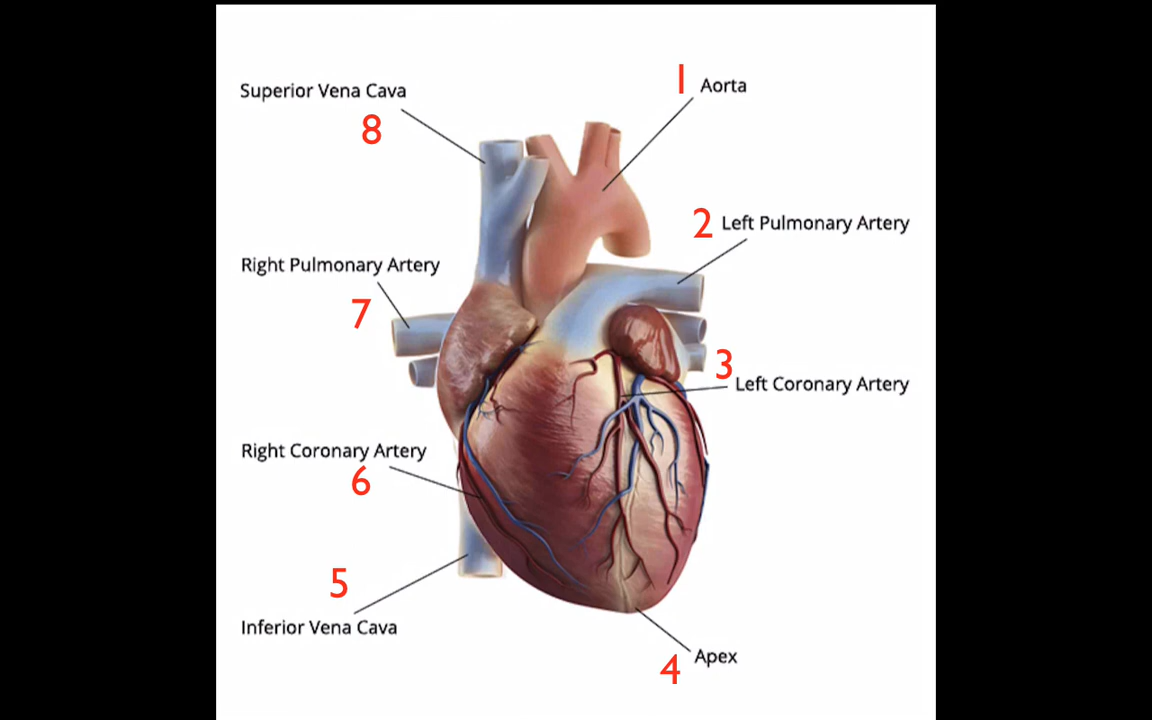 Superior Vena Cava
8
1 Aorta
2 Left Pulmonary Artery
Right Pulmonary Artery
7
3
Left Coronary Artery
Right Coronary Artery
6
5
Inferior Vena Cava
4 Apex